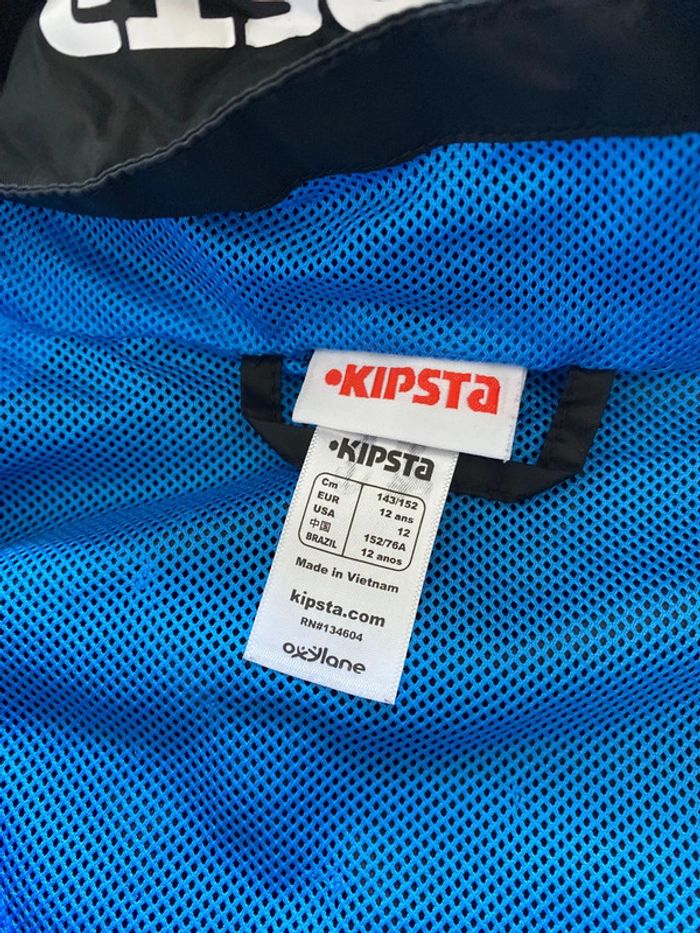 •KIPSTA
•KIPSTA
Cm 143/152
EUR 12 ans
USA 12
中国 152/76A
BRAZIL 12 anos
Made in Vietnam
kipsta.com
RN#134604
oxylane